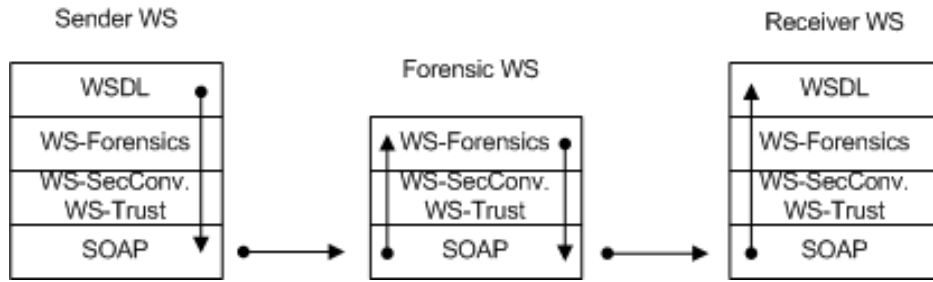 Sender WS
WSDL
WS-Forensics
WS-SecConv.
WS-Trust
SOAP
Forensic WS
WS-Forensics
WS-SecConv.
WS-Trust
SOAP
Receiver WS
WSDL
WS-Forensics
WS-SecConv.
WS-Trust
SOAP